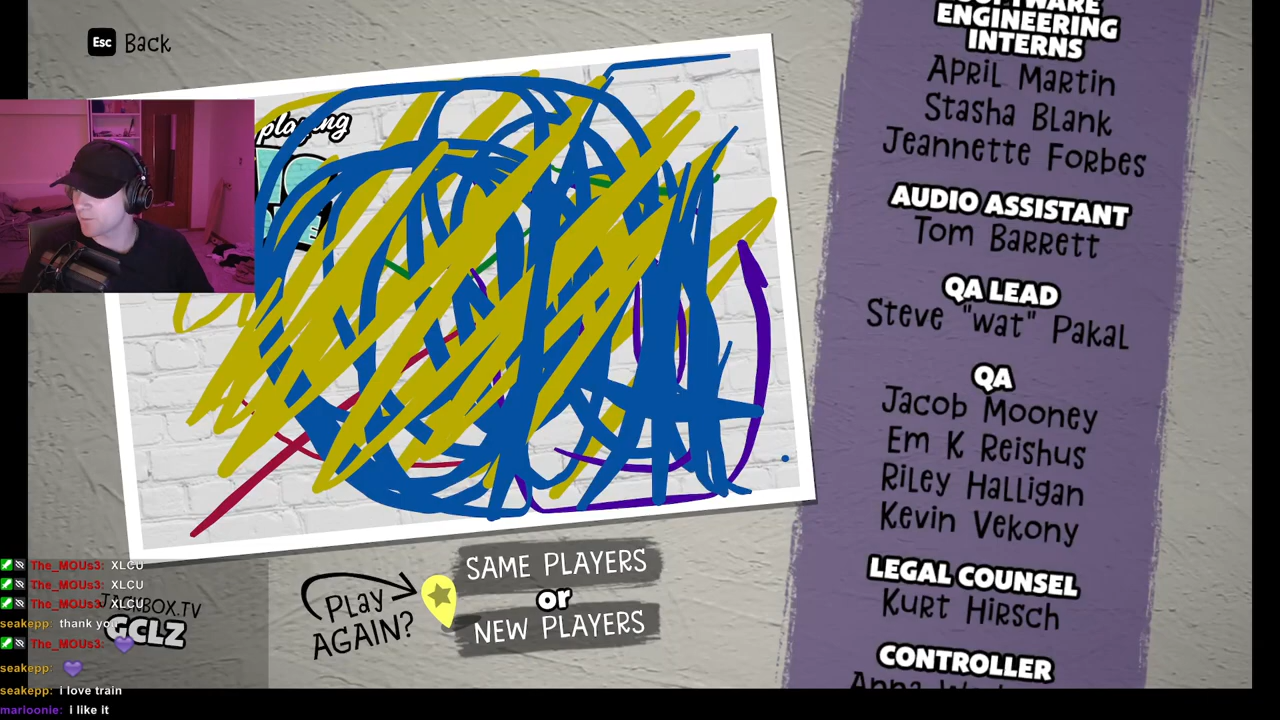 Esc Back
playing
SOFTWARE
ENGINEERING
INTERNS
April Martin
Stasha Blank
Jeannette Forbes
AUDIO ASSISTANT
Tom Barrett
QA LEAD
Steve "wat" Pakal
QA
Jacob Mooney
Em K Reishus
Riley Halligan
Kevin Vekony
LEGAL COUNSEL
Kurt Hirsch
CONTROLLER
PLAY
AGAIN?
SAME PLAYERS
or
NEW PLAYERS
JACKBOX.TV
GCLZ
The_MOUs3: XLCU
The_MOUs3: XLCU
The_MOUs3: XLCU
seakepp: thank you
The_MOUs3:
seakepp:
seakepp: i love train
marioonie: i like it